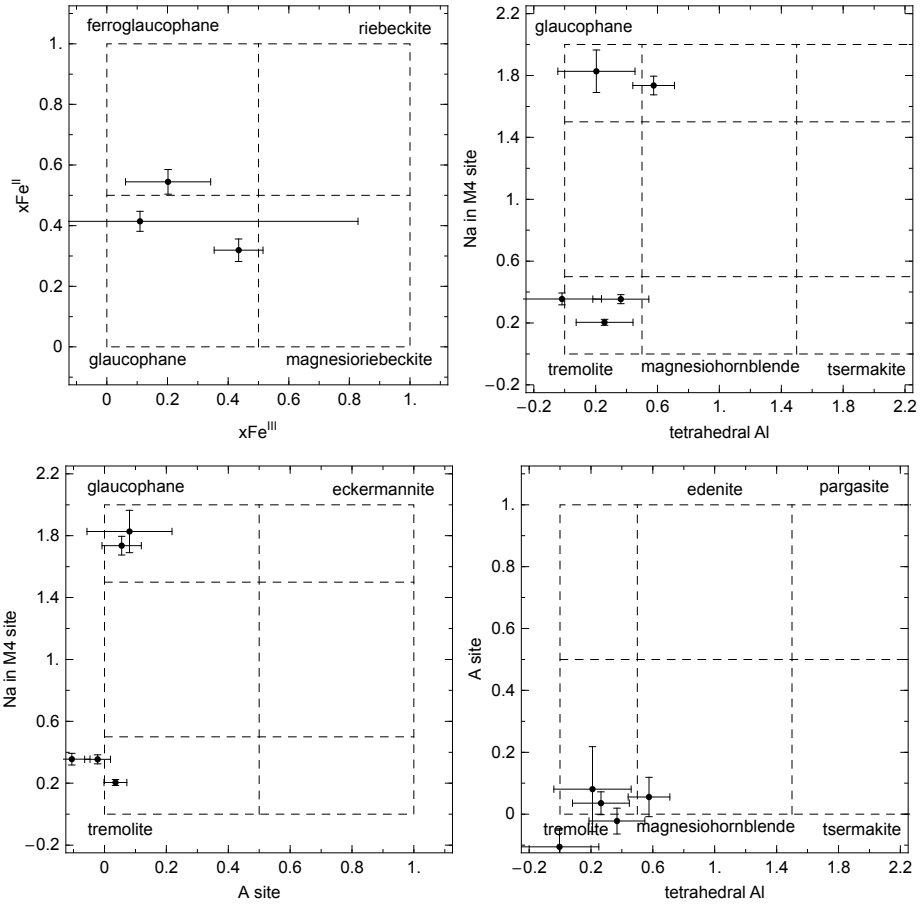 ferroglaucophane
riebeckite
1.
0.8
0.6
0.4
0.2
0
xFeII
glaucophane
magnesioriebeckite
0 0.2 0.4 0.6 0.8 1.0
xFeIII
glaucophane
2.2
1.8
1.4
1.
0.6
0.2
−0.2
Na in M4 site
tremolite
magnesiohornblende
tsermakite
−0.2 0.2 0.6 1. 1.4 1.8 2.2
tetrahedral Al
glaucophane
eckermannite
2.2
1.8
1.4
1.
0.6
0.2
−0.2
Na in M4 site
tremolite
0 0.2 0.4 0.6 0.8 1.
A site
edenite
pargasite
1.
0.8
0.6
0.4
0.2
0
A site
tremolite
magnesiohornblende
tsermakite
−0.2 0.2 0.6 1. 1.4 1.8 2.2
tetrahedral Al